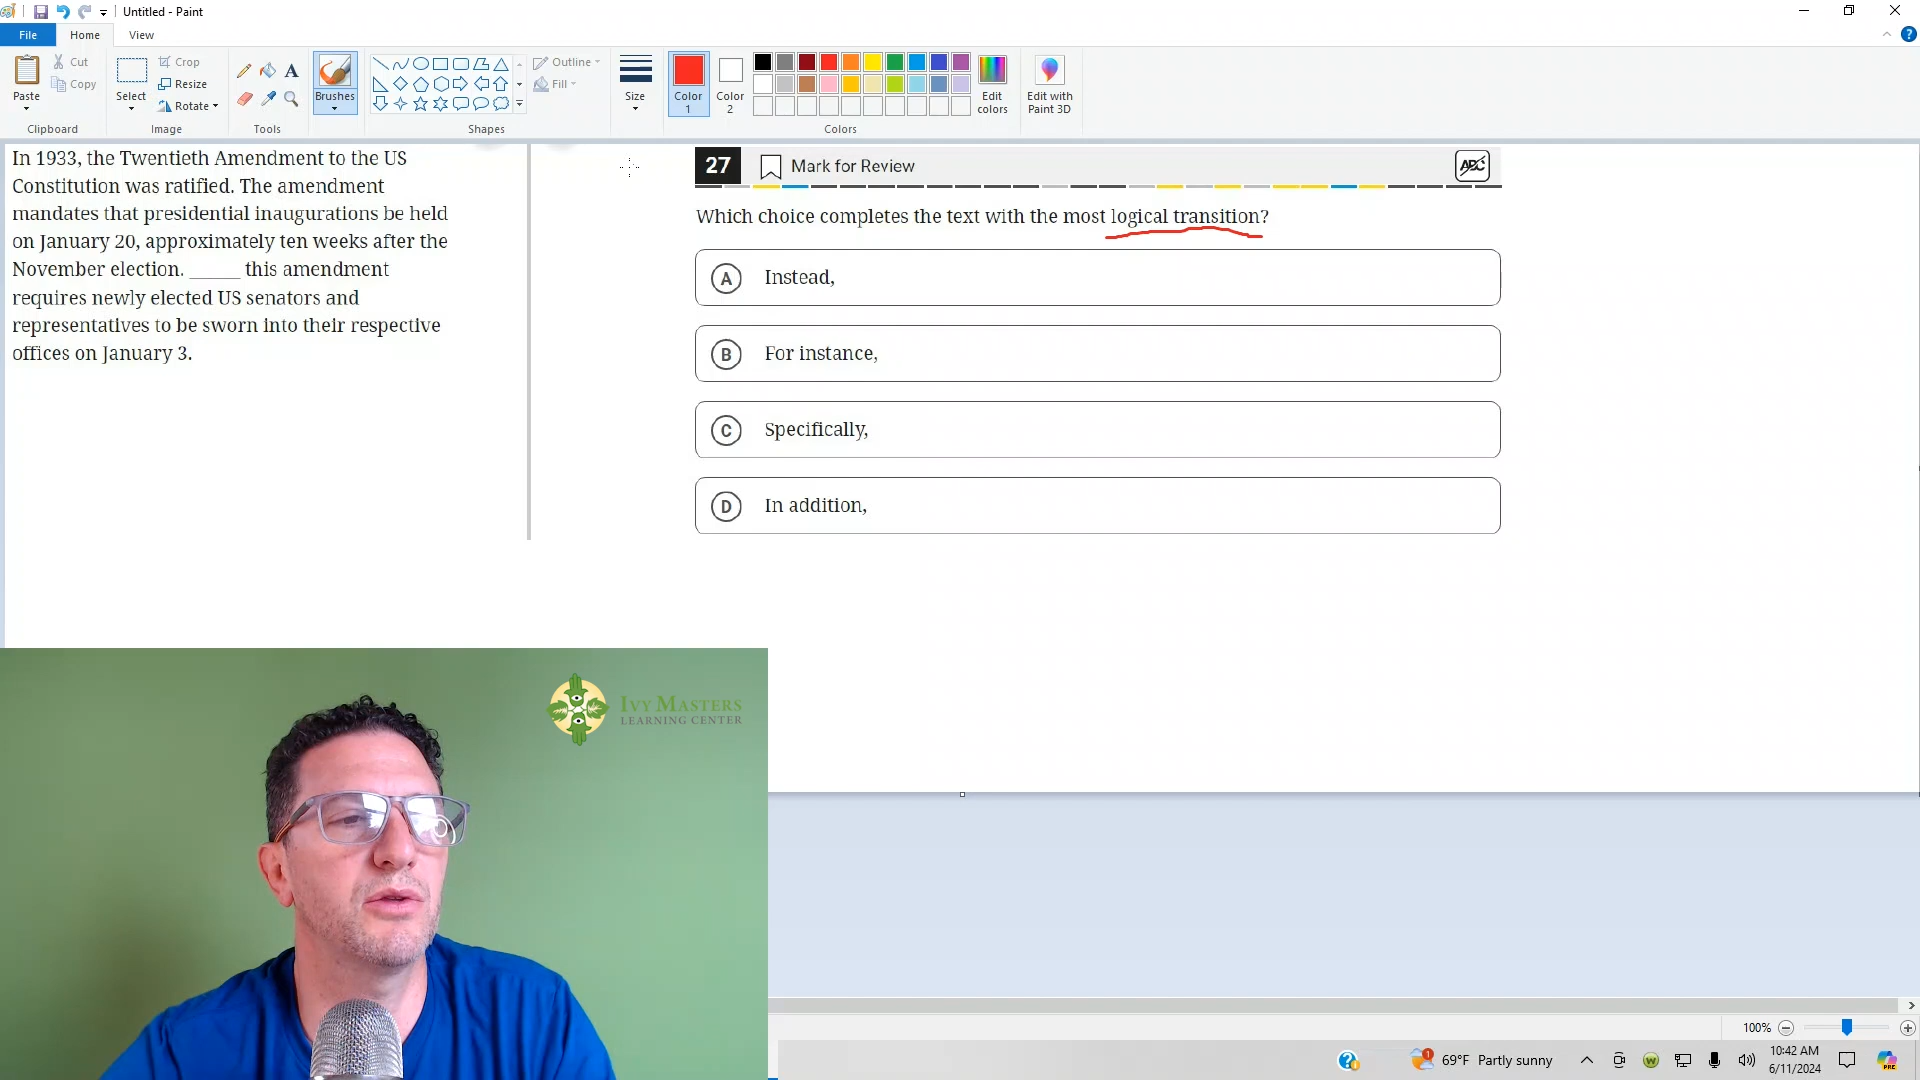 Untitled - Paint
File
Home
View
Paste
Cut
Copy
Clipboard
Select
Crop
Resize
Rotate
Image
Tools
Brushes
Shapes
Outline
Fill
Size
Color
1
Color
2
Colors
Edit
colors
Edit with
Paint 3D
In 1933, the Twentieth Amendment to the US
Constitution was ratified. The amendment
mandates that presidential inaugurations be held
on January 20, approximately ten weeks after the
November election. _____ this amendment
requires newly elected US senators and
representatives to be sworn into their respective
offices on January 3.
27 Mark for Review ABC
Which choice completes the text with the most logical transition?
A Instead,
B For instance,
C Specifically,
D In addition,
IVY MASTERS
LEARNING CENTER
100%
69°F Partly sunny
10:42 AM
6/11/2024